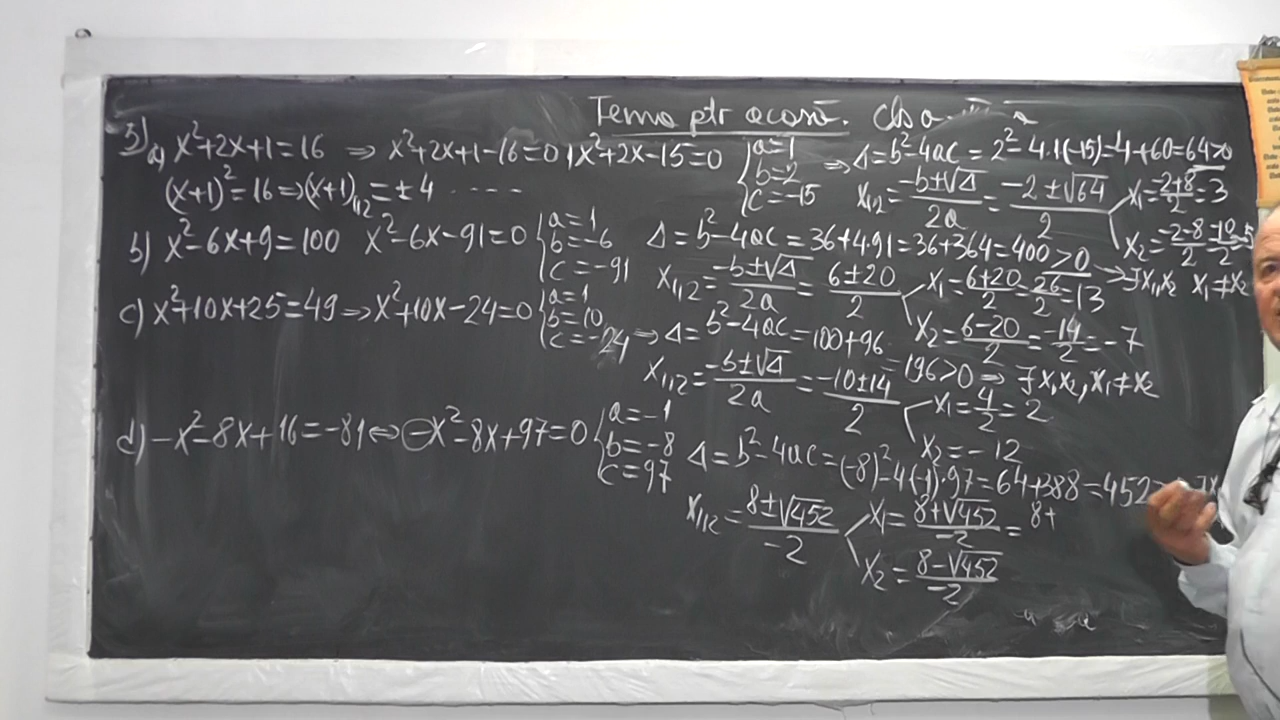 Tema ptr acasă.
3) a) x²+2x+1=16 ⇒ x²+2x+1-16=0, x²+2x-15=0 { a=1 b=2 c=-15 ⇒ Δ=b²-4ac=2²-4·1(-15)=4+60=64>0
(x+1)²=16⇒(x+1)₁,₂=±4 ····· x₁,₂=(-b±√Δ)/2a=(-2±√64)/2 x₁=(-2+8)/2=3
x₂=(-2-8)/2=
b) x²-6x+9=100 x²-6x-91=0 { a=1 b=-6 c=-91 Δ=b²-4ac=36+4·91=36+364=400>0
x₁,₂=(-b±√Δ)/2a=(6±20)/2 x₁=(6+20)/2=26/2=13 ⇒∃x₁,x₂ x₁≠x₂
x₂=(6-20)/2=-14/2=-7
c) x²+10x+25=49⇒x²+10x-24=0 { a=1 b=10 c=-24 ⇒ Δ=b²-4ac=100+96
=196>0 ⇒ ∃x₁,x₂, x₁≠x₂
x₁,₂=(-b±√Δ)/2a=(-10±14)/2 x₁=4/2=2
x₂=-12
d) -x²-8x+16=-81⇔-x²-8x+97=0 { a=-1 b=-8 c=97 Δ=b²-4ac=(-8)²-4(-1)·97=64+388=452
x₁,₂=(8±√452)/-2 x₁=(8+√452)/-2=8+
x₂=(8-√452)/-2